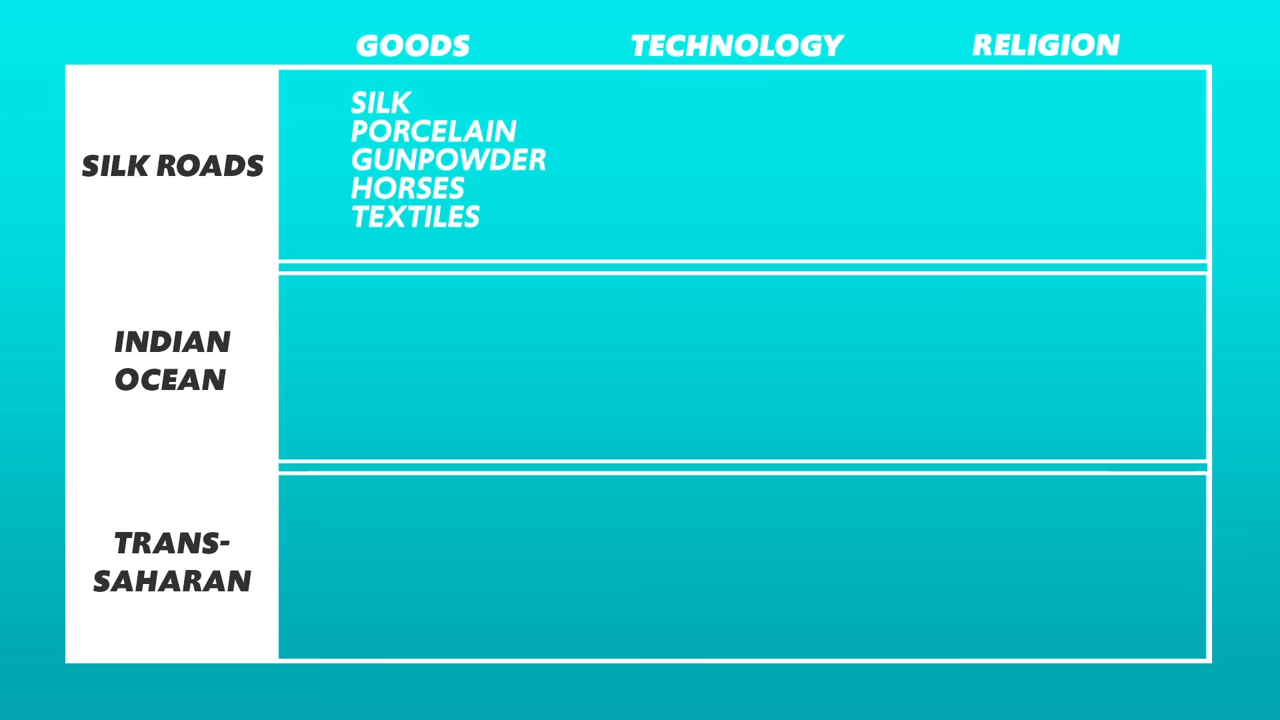 GOODS TECHNOLOGY RELIGION
SILK ROADS
SILK
PORCELAIN
GUNPOWDER
HORSES
TEXTILES
INDIAN
OCEAN
TRANS-
SAHARAN